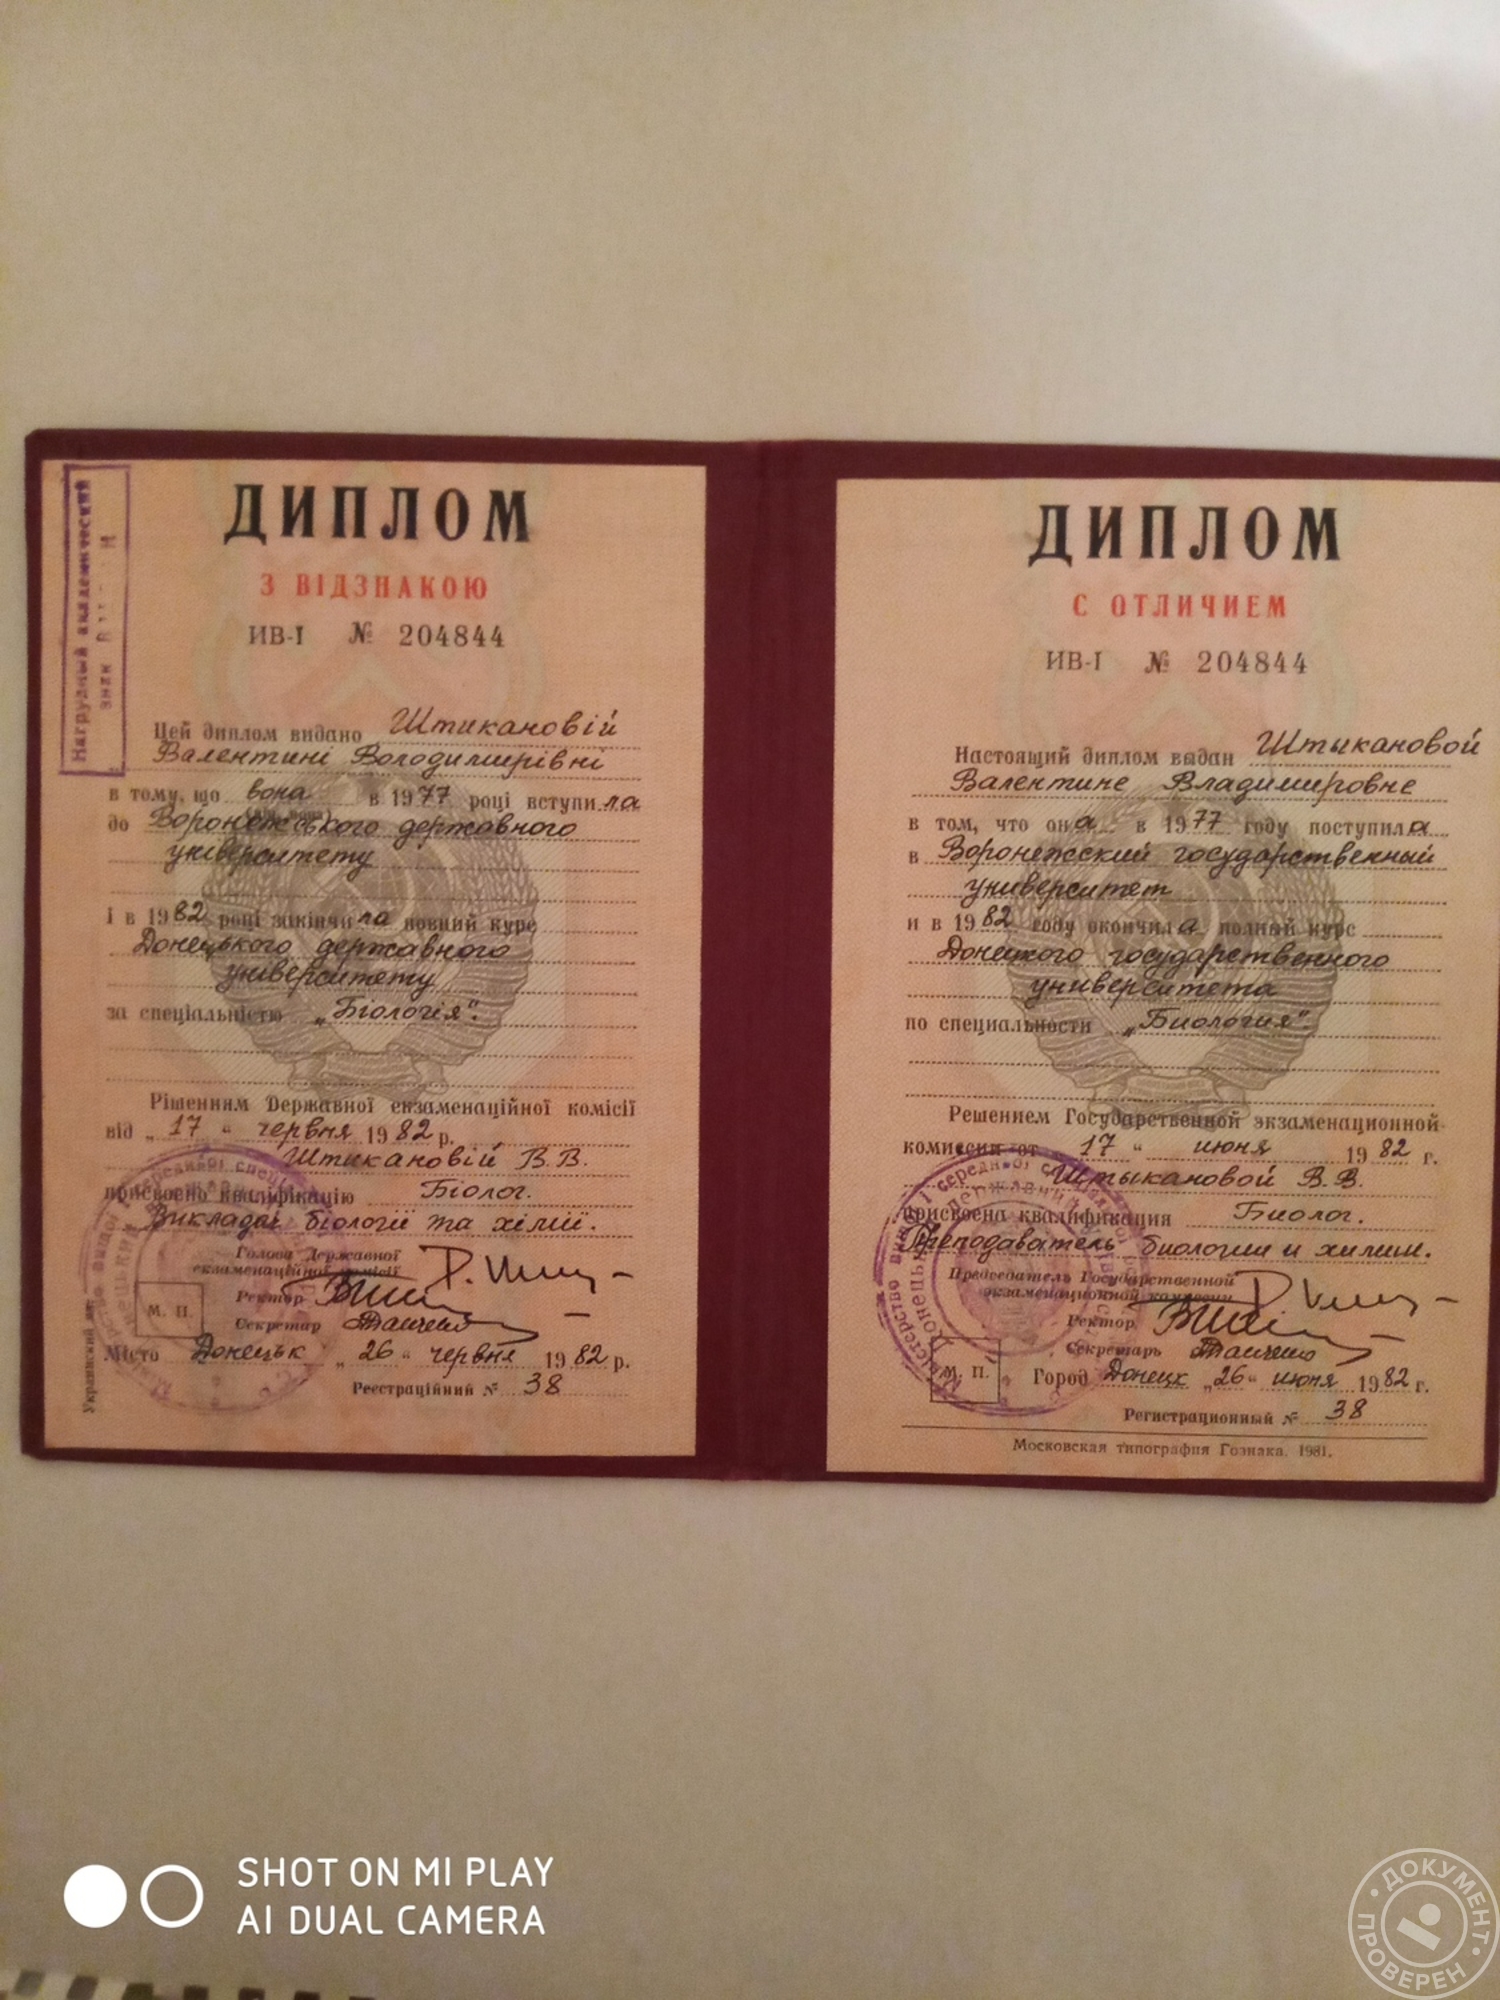 Нагрудный академический
знак
ДИПЛОМ
З ВІДЗНАКОЮ
ИВ-I № 204844
Цей диплом видано Штикановій
Валентині Володимирівні
в тому, що вона в 1977 році вступила
до Воронежського державного
університету
і в 1982 році закінчила повний курс
Донецького державного
університету
за спеціальністю „Біологія".
Рішенням Державної екзаменаційної комісії
від „17" червня 1982 р.
Штикановій В.В.
присвоєно кваліфікацію Біолог.
Викладач біології та хімії.
Голова Державної
екзаменаційної комісії
Ректор
Секретар
М. П.
Місто Донецьк „26" червня 1982 р.
Реєстраційний № 38
ДИПЛОМ
С ОТЛИЧИЕМ
ИВ-I № 204844
Настоящий диплом выдан Штыкановой
Валентине Владимировне
в том, что она в 1977 году поступила
в Воронежский государственный
университет
и в 1982 году окончила полный курс
Донецкого государственного
университета
по специальности „Биология".
Решением Государственной экзаменационной
комиссии от „17" июня 1982 г.
Штыкановой В.В.
присвоена квалификация Биолог.
Преподаватель биологии и химии.
Председатель Государственной
экзаменационной комиссии
Ректор
Секретарь
М. П.
Город Донецк „26" июня 1982 г.
Регистрационный № 38
Московская типография Гознака. 1981.
SHOT ON MI PLAY
AI DUAL CAMERA
ДОКУМЕНТ
ПРОВЕРЕН